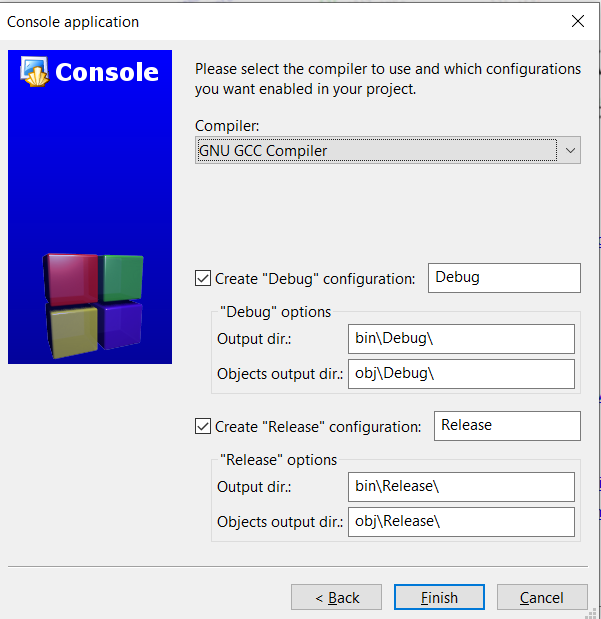 Console application
Console
Please select the compiler to use and which configurations
you want enabled in your project.
Compiler:
GNU GCC Compiler
Create "Debug" configuration: Debug
"Debug" options
Output dir.: bin\Debug\
Objects output dir.: obj\Debug\
Create "Release" configuration: Release
"Release" options
Output dir.: bin\Release\
Objects output dir.: obj\Release\
< Back Finish Cancel